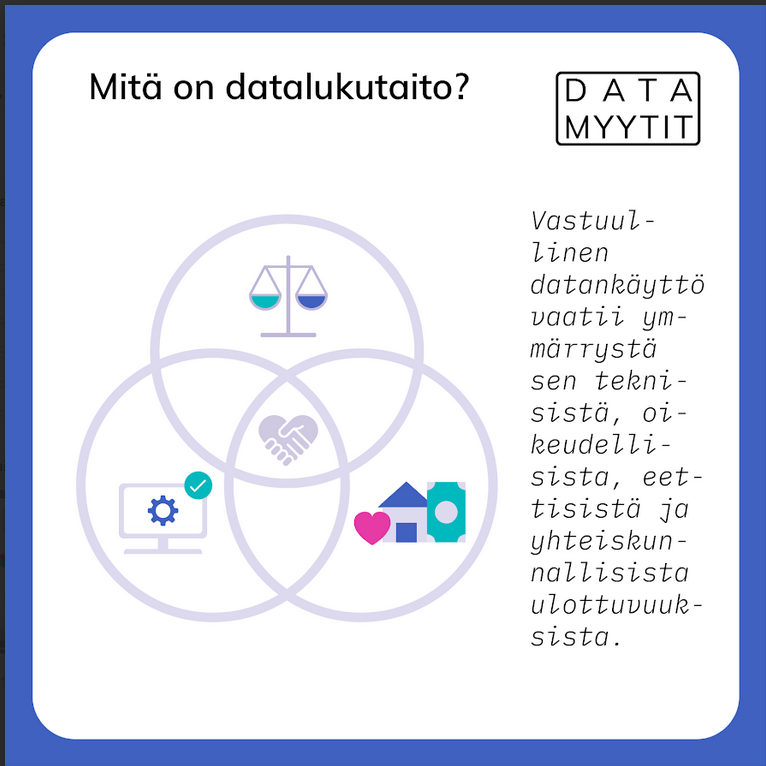 Mitä on datalukutaito?
DATA
MYYTIT
Vastuul-
linen
datankäyttö
vaatii ym-
märrystä
sen tekni-
sistä, oi-
keudelli-
sista, eet-
tisistä ja
yhteiskun-
nallisista
ulottuvuuk-
sista.